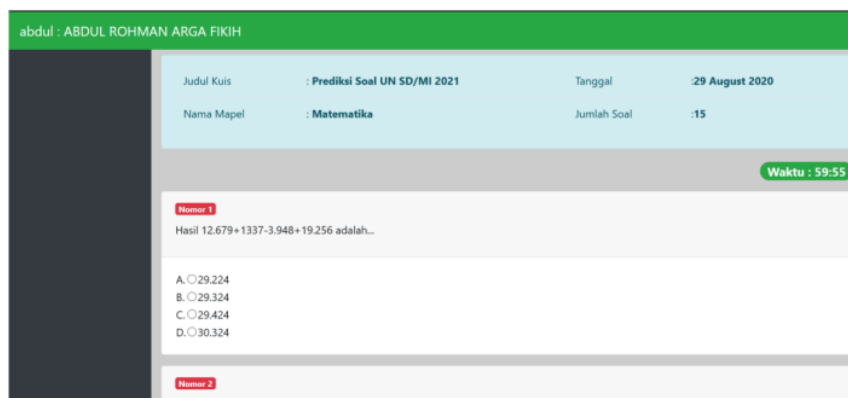 abdul : ABDUL ROHMAN ARGA FIKIH
Judul Kuis : Prediksi Soal UN SD/MI 2021 Tanggal :29 August 2020
Nama Mapel : Matematika Jumlah Soal :15
Waktu : 59:55
Nomor 1
Hasil 12.679+1337-3.948+19.256 adalah...
A. 29.224
B. 29.324
C. 29.424
D. 30.324
Nomor 2